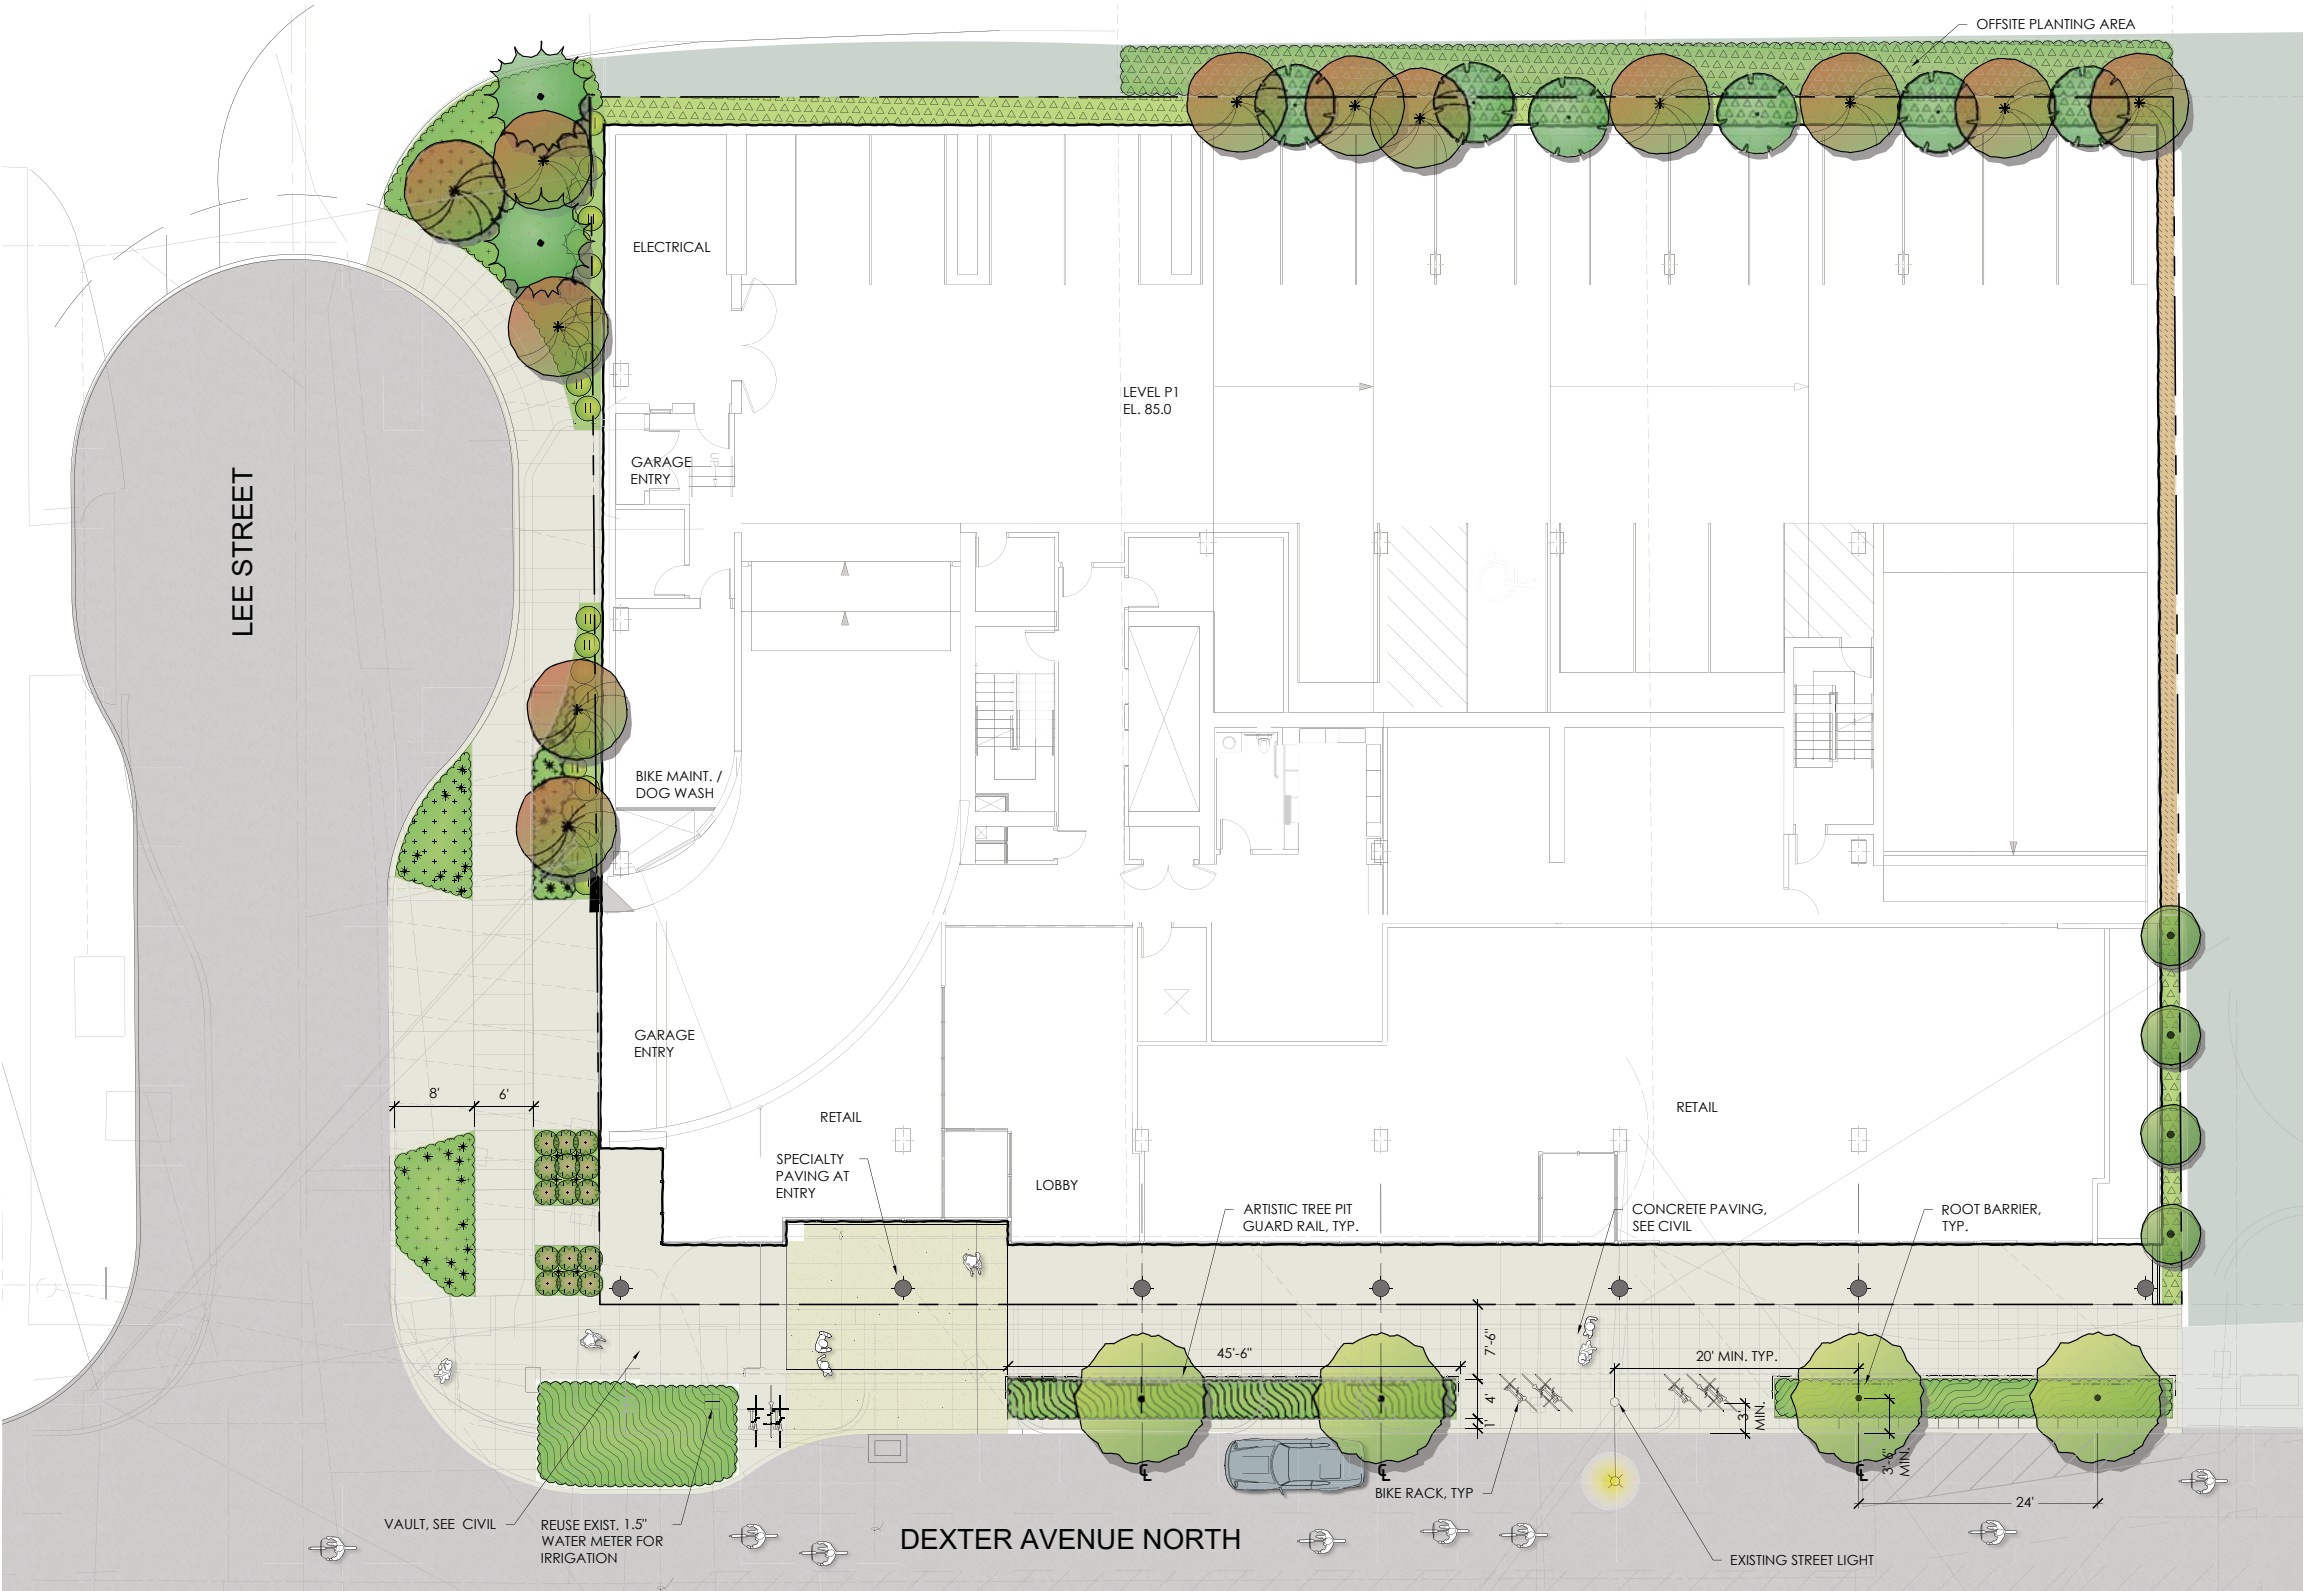 OFFSITE PLANTING AREA
ELECTRICAL
LEVEL P1
EL. 85.0
GARAGE
ENTRY
UP
LEE STREET
BIKE MAINT. /
DOG WASH
GARAGE
ENTRY
8'
6'
RETAIL
RETAIL
SPECIALTY
PAVING AT
ENTRY
LOBBY
ARTISTIC TREE PIT
GUARD RAIL, TYP.
CONCRETE PAVING,
SEE CIVIL
ROOT BARRIER,
TYP.
45'-6"
7'-6"
4'
1'
20' MIN. TYP.
3'
MIN.
3'-6"
MIN.
CL
CL
CL
24'
BIKE RACK, TYP
VAULT, SEE CIVIL
REUSE EXIST. 1.5"
WATER METER FOR
IRRIGATION
DEXTER AVENUE NORTH
EXISTING STREET LIGHT